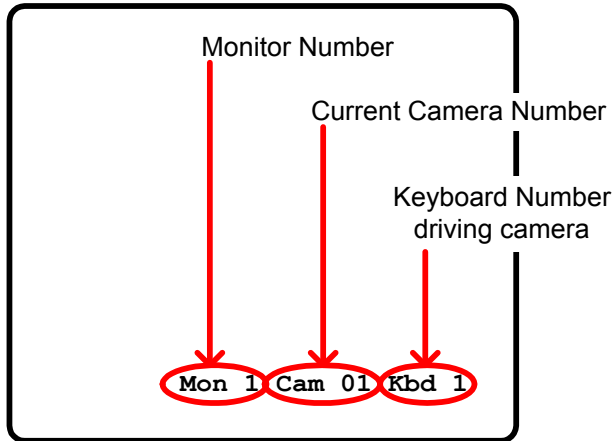 Monitor Number
Current Camera Number
Keyboard Number
driving camera
Mon 1 Cam 01 Kbd 1